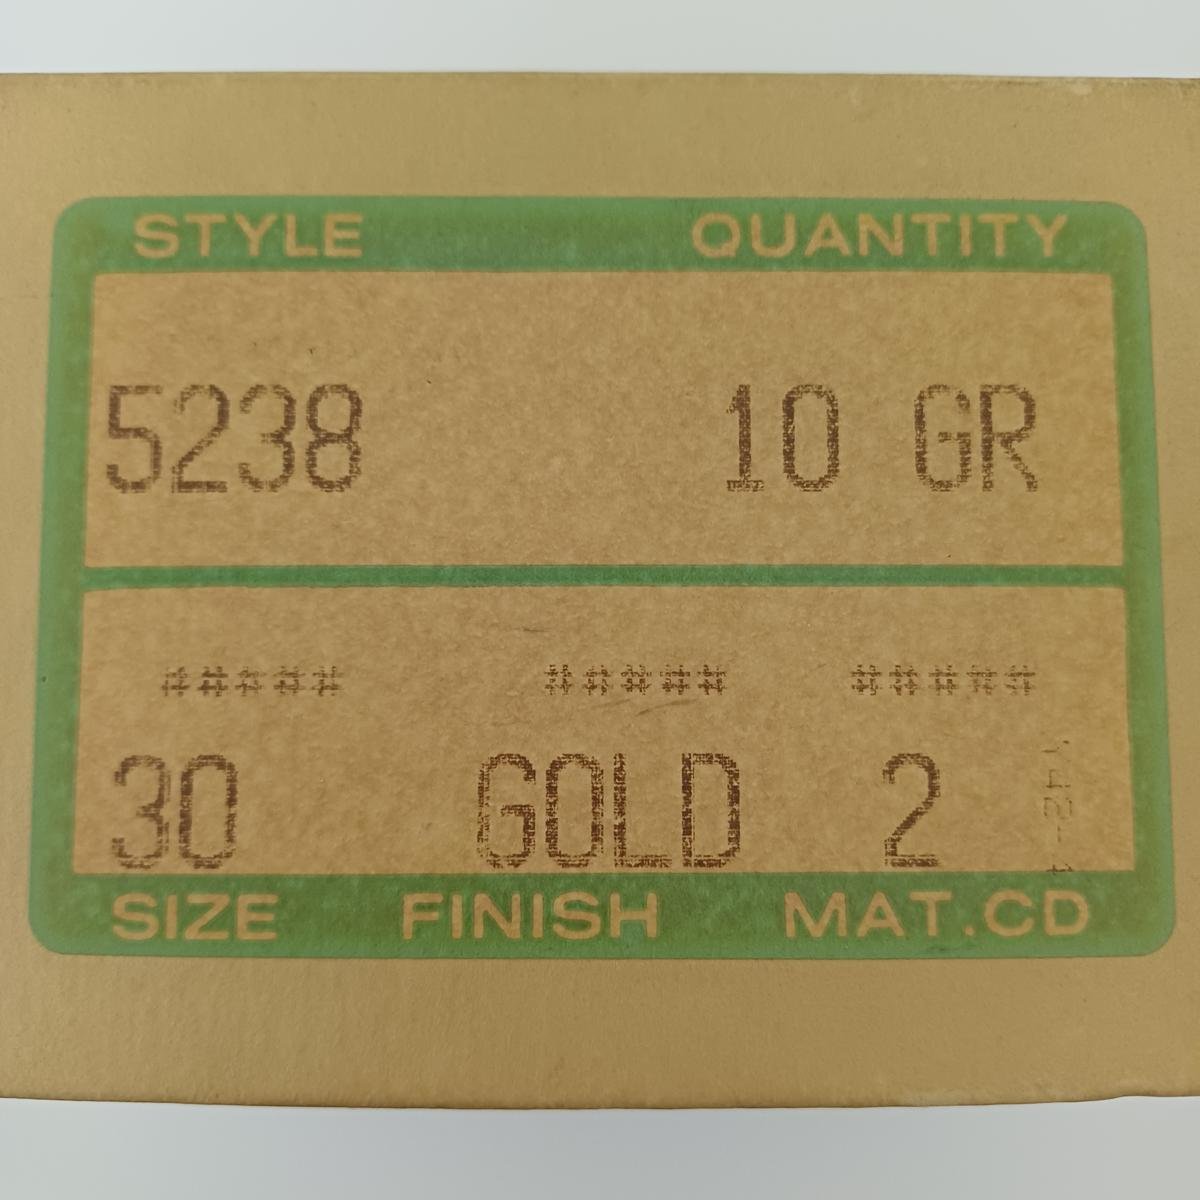 STYLE QUANTITY
5238 10 GR
##### ##### #####
30 GOLD 2
SIZE FINISH MAT.CD